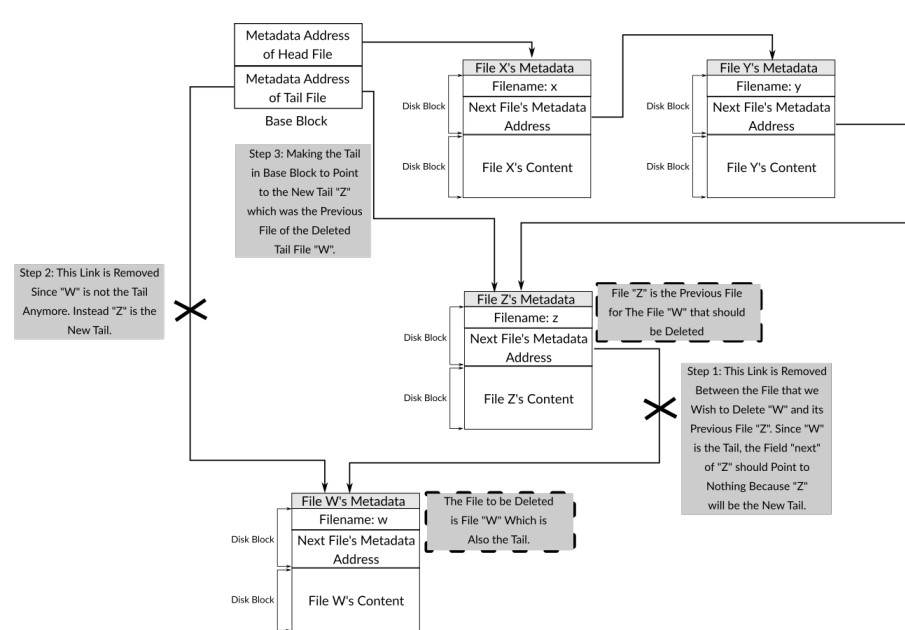 Metadata Address
of Head File
Metadata Address
of Tail File
Base Block
File X's Metadata
Filename: x
Next File's Metadata
Address
File X's Content
Disk Block
Disk Block
File Y's Metadata
Filename: y
Next File's Metadata
Address
File Y's Content
Disk Block
Disk Block
Step 3: Making the Tail
in Base Block to Point
to the New Tail "Z"
which was the Previous
File of the Deleted
Tail File "W".
Step 2: This Link is Removed
Since "W" is not the Tail
Anymore. Instead "Z" is the
New Tail.
File Z's Metadata
Filename: z
Next File's Metadata
Address
File Z's Content
Disk Block
Disk Block
File "Z" is the Previous File
for The File "W" that should
be Deleted
Step 1: This Link is Removed
Between the File that we
Wish to Delete "W" and its
Previous File "Z". Since "W"
is the Tail, the Field "next"
of "Z" should Point to
Nothing Because "Z"
will be the New Tail.
File W's Metadata
Filename: w
Next File's Metadata
Address
File W's Content
Disk Block
Disk Block
The File to be Deleted
is File "W" Which is
Also the Tail.